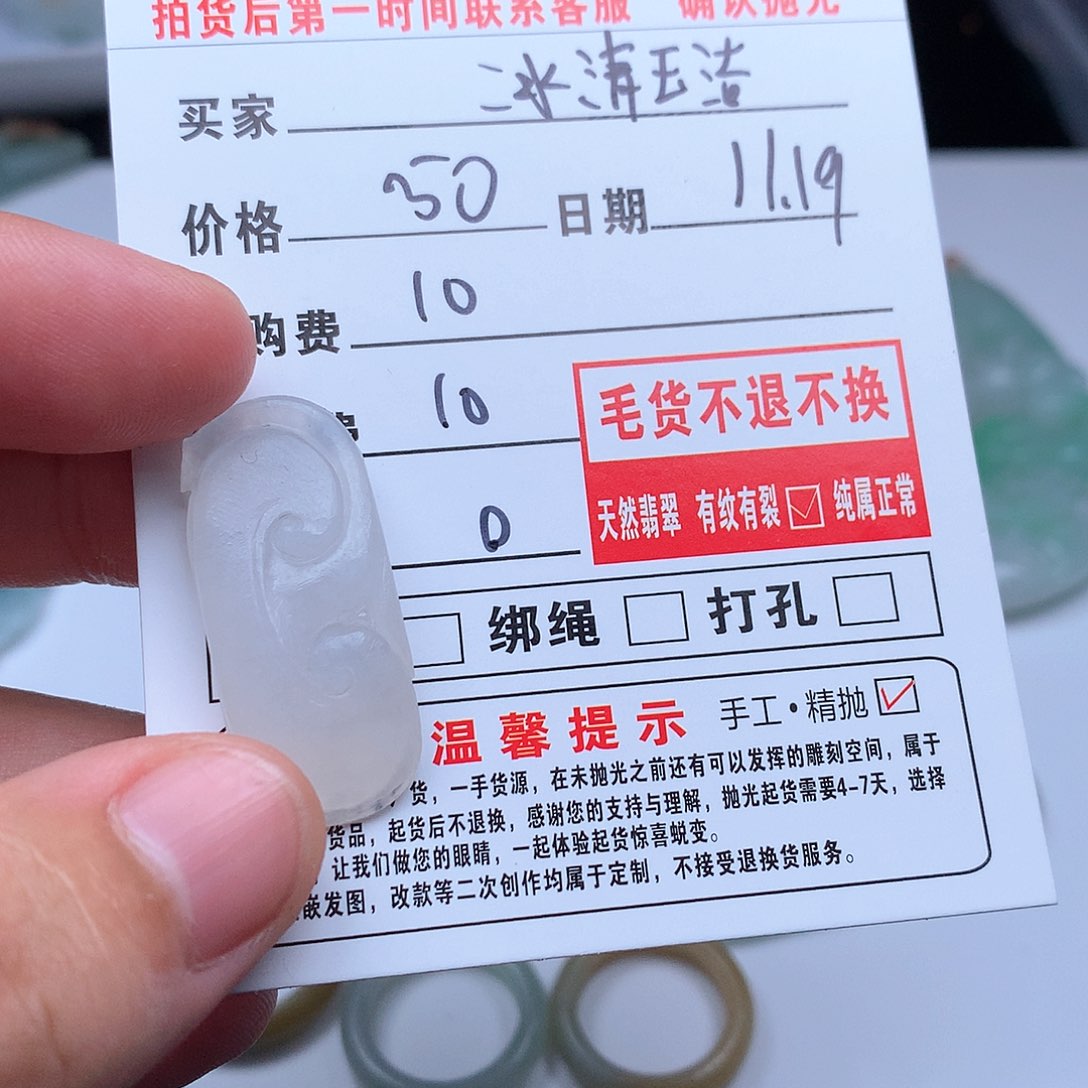 拍货后第一时间联系客服 确认抛光
买家 冰清玉洁
价格 350 日期 11.19
购费 10
10
0
毛货不退不换
天然翡翠 有纹有裂 ☑ 纯属正常
绑绳 □ 打孔 □
温馨提示 手工·精抛 ☑
货，一手货源，在未抛光之前还有可以发挥的雕刻空间，属于
货品，起货后不退换，感谢您的支持与理解，抛光起货需要4-7天，选择
，让我们做您的眼睛，一起体验起货惊喜蜕变。
嵌发图，改款等二次创作均属于定制，不接受退换货服务。